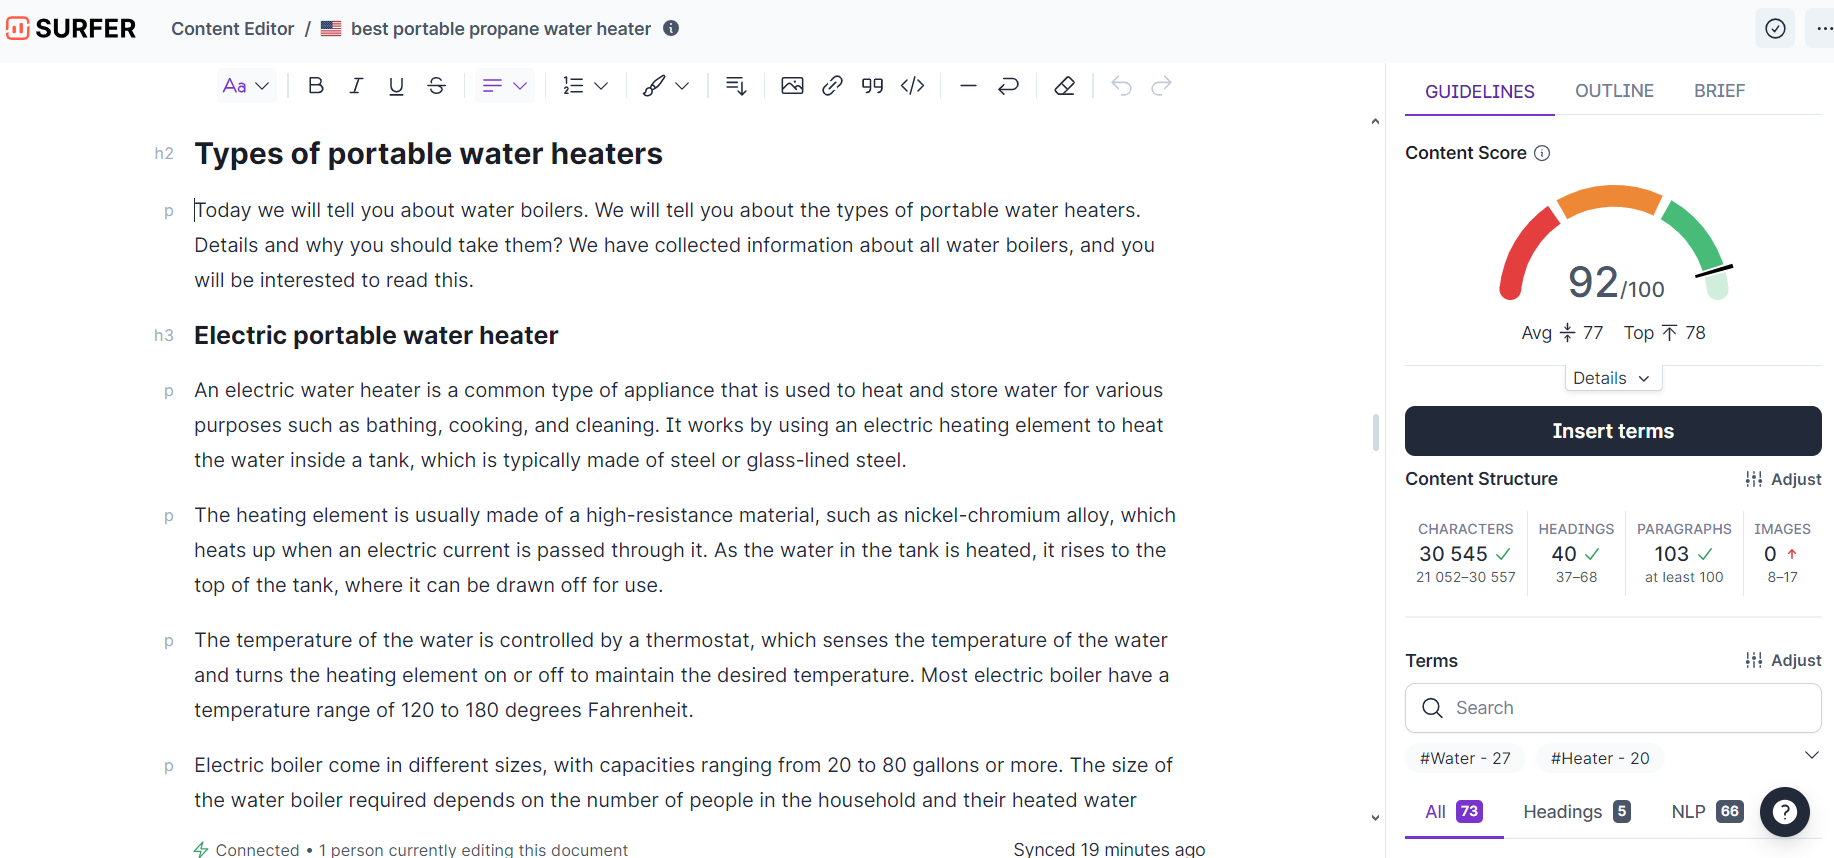 SURFER
Content Editor / best portable propane water heater
Aa
GUIDELINES OUTLINE BRIEF
h2 Types of portable water heaters
p Today we will tell you about water boilers. We will tell you about the types of portable water heaters.
Details and why you should take them? We have collected information about all water boilers, and you
will be interested to read this.
h3 Electric portable water heater
p An electric water heater is a common type of appliance that is used to heat and store water for various
purposes such as bathing, cooking, and cleaning. It works by using an electric heating element to heat
the water inside a tank, which is typically made of steel or glass-lined steel.
p The heating element is usually made of a high-resistance material, such as nickel-chromium alloy, which
heats up when an electric current is passed through it. As the water in the tank is heated, it rises to the
top of the tank, where it can be drawn off for use.
p The temperature of the water is controlled by a thermostat, which senses the temperature of the water
and turns the heating element on or off to maintain the desired temperature. Most electric boiler have a
temperature range of 120 to 180 degrees Fahrenheit.
p Electric boiler come in different sizes, with capacities ranging from 20 to 80 gallons or more. The size of
the water boiler required depends on the number of people in the household and their heated water
Connected • 1 person currently editing this document
Synced 19 minutes ago
Content Score
92/100
Avg 77 Top 78
Details
Insert terms
Content Structure Adjust
CHARACTERS HEADINGS PARAGRAPHS IMAGES
30 545 40 103 0
21 052–30 557 37–68 at least 100 8–17
Terms Adjust
Search
#Water - 27 #Heater - 20
All 73 Headings 5 NLP 66
?